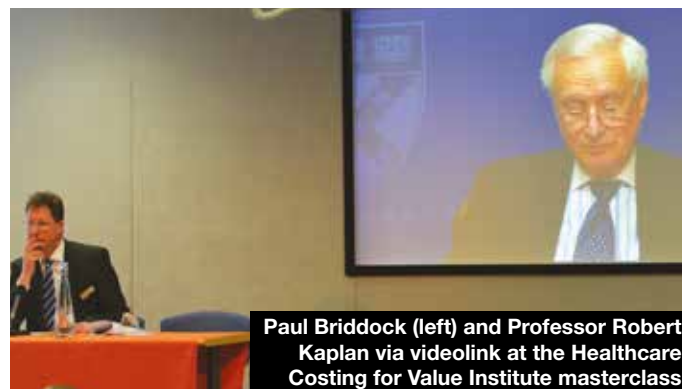 Paul Briddock (left) and Professor Robert
Kaplan via videolink at the Healthcare
Costing for Value Institute masterclass